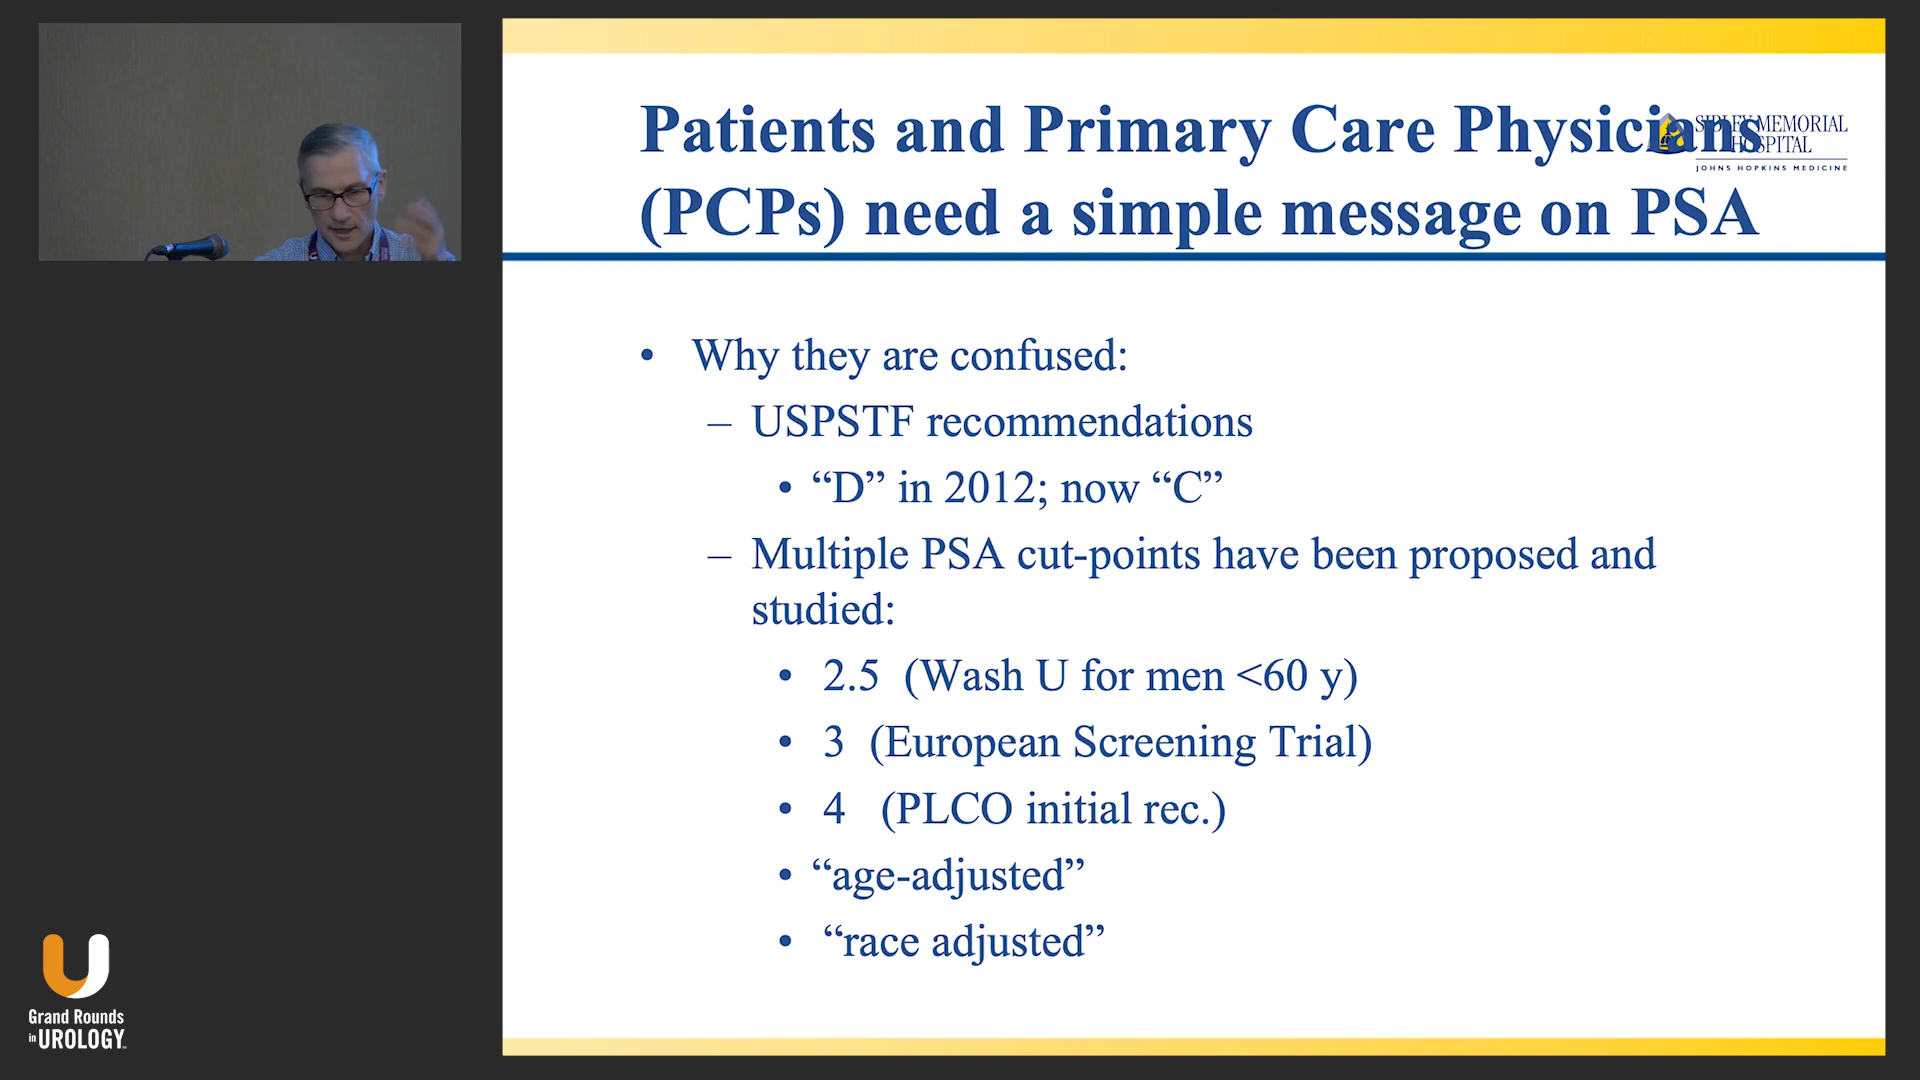 Patients and Primary Care Physicians
(PCPs) need a simple message on PSA
SIBLEY MEMORIAL
HOSPITAL
JOHNS HOPKINS MEDICINE
• Why they are confused:
– USPSTF recommendations
• “D” in 2012; now “C”
– Multiple PSA cut-points have been proposed and
studied:
• 2.5 (Wash U for men <60 y)
• 3 (European Screening Trial)
• 4 (PLCO initial rec.)
• “age-adjusted”
• “race adjusted”
Grand Rounds
in UROLOGY